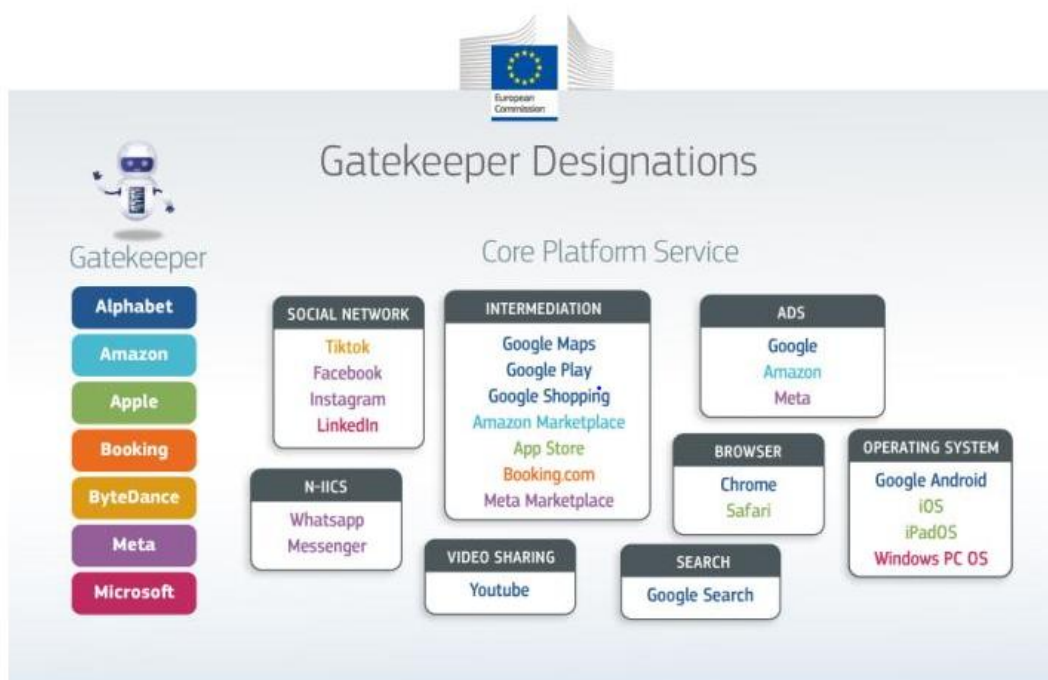 European
Commission
Gatekeeper Designations
Gatekeeper
Core Platform Service
Alphabet
Amazon
Apple
Booking
ByteDance
Meta
Microsoft
SOCIAL NETWORK
Tiktok
Facebook
Instagram
LinkedIn
N-IICS
Whatsapp
Messenger
INTERMEDIATION
Google Maps
Google Play
Google Shopping
Amazon Marketplace
App Store
Booking.com
Meta Marketplace
VIDEO SHARING
Youtube
ADS
Google
Amazon
Meta
BROWSER
Chrome
Safari
SEARCH
Google Search
OPERATING SYSTEM
Google Android
iOS
iPadOS
Windows PC OS